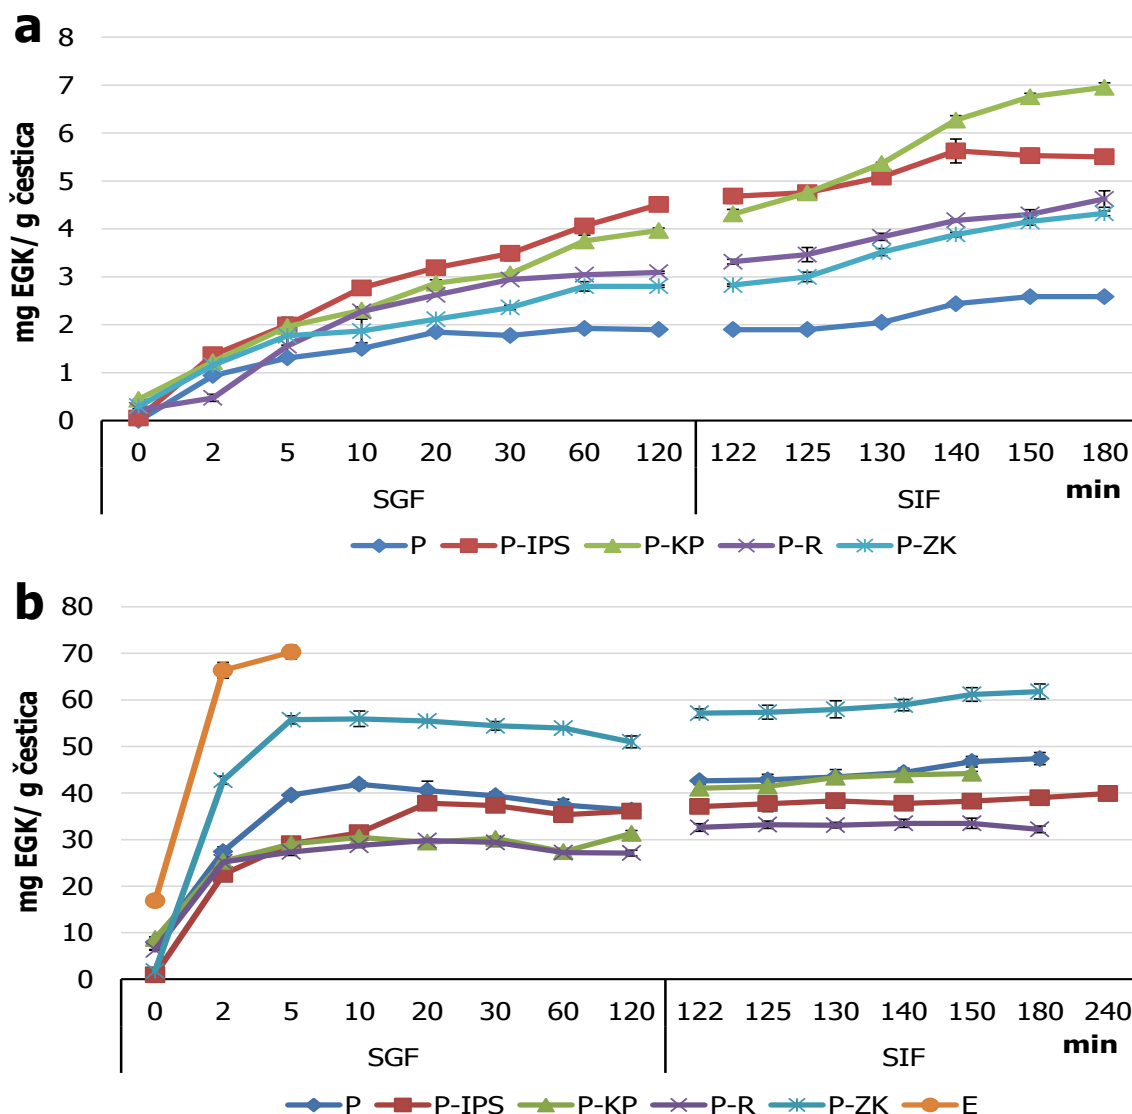 a
mg EGK/ g čestica
8
7
6
5
4
3
2
1
0
0 2 5 10 20 30 60 120 122 125 130 140 150 180
SGF SIF min
P P-IPS P-KP P-R P-ZK
b
mg EGK/ g čestica
80
70
60
50
40
30
20
10
0
0 2 5 10 20 30 60 120 122 125 130 140 150 180 240
SGF SIF min
P P-IPS P-KP P-R P-ZK E